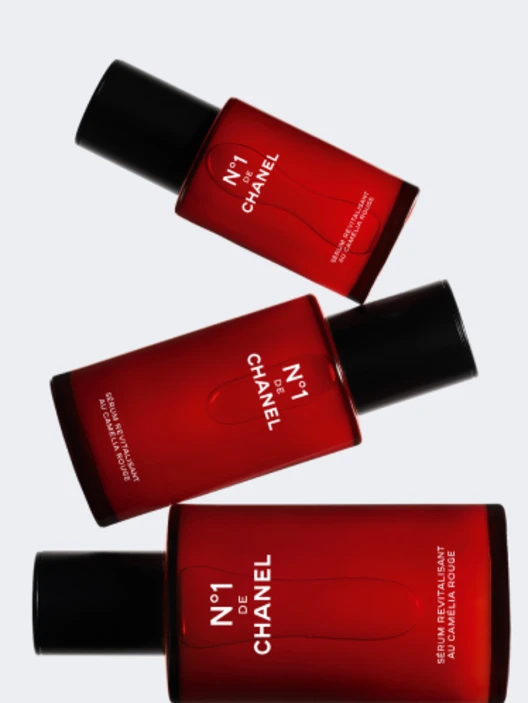 N°1
DE
CHANEL
SÉRUM REVITALISANT
AU CAMÉLIA ROUGE
N°1
DE
CHANEL
SÉRUM REVITALISANT
AU CAMÉLIA ROUGE
N°1
DE
CHANEL
SÉRUM REVITALISANT
AU CAMÉLIA ROUGE